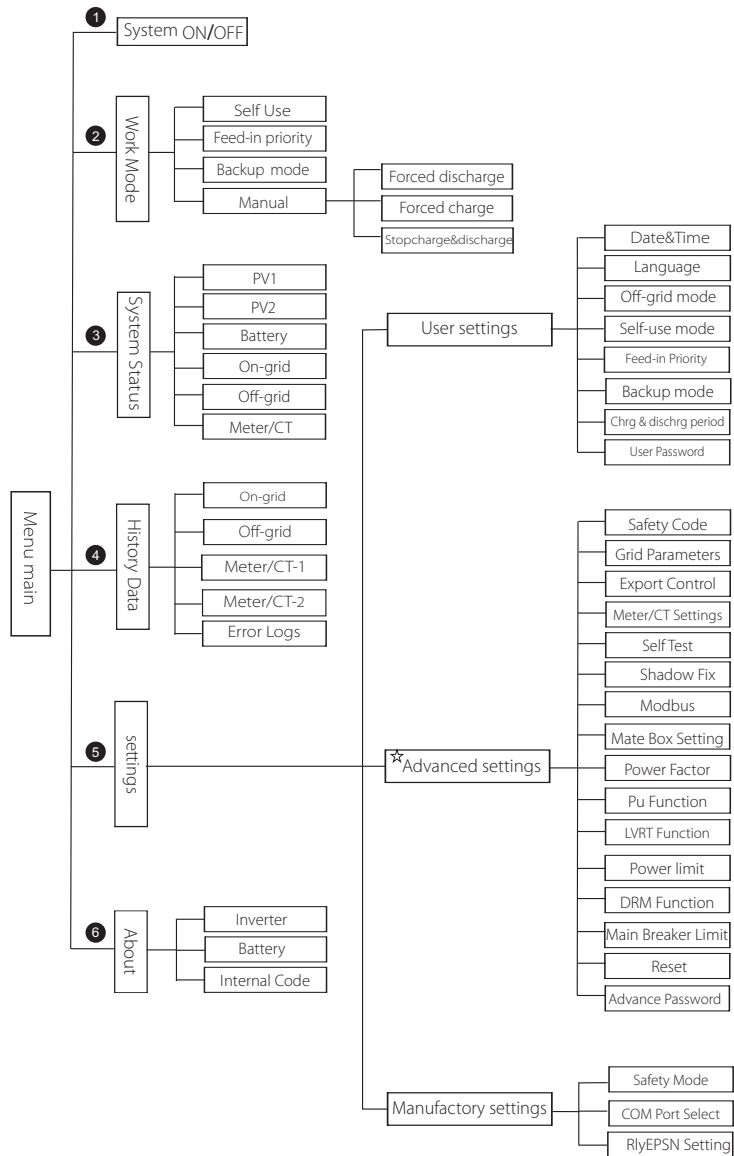 Menu main
1
System ON/OFF
2
Work Mode
Self Use
Feed-in priority
Backup mode
Manual
Forced discharge
Forced charge
Stopcharge&discharge
3
System Status
PV1
PV2
Battery
On-grid
Off-grid
Meter/CT
4
History Data
On-grid
Off-grid
Meter/CT-1
Meter/CT-2
Error Logs
5
settings
User settings
Date&Time
Language
Off-grid mode
Self-use mode
Feed-in Priority
Backup mode
Chrg & dischrg period
User Password
☆Advanced settings
Safety Code
Grid Parameters
Export Control
Meter/CT Settings
Self Test
Shadow Fix
Modbus
Mate Box Setting
Power Factor
Pu Function
LVRT Function
Power limit
DRM Function
Main Breaker Limit
Reset
Advance Password
Manufactory settings
Safety Mode
COM Port Select
RlyEPSN Setting
6
About
Inverter
Battery
Internal Code